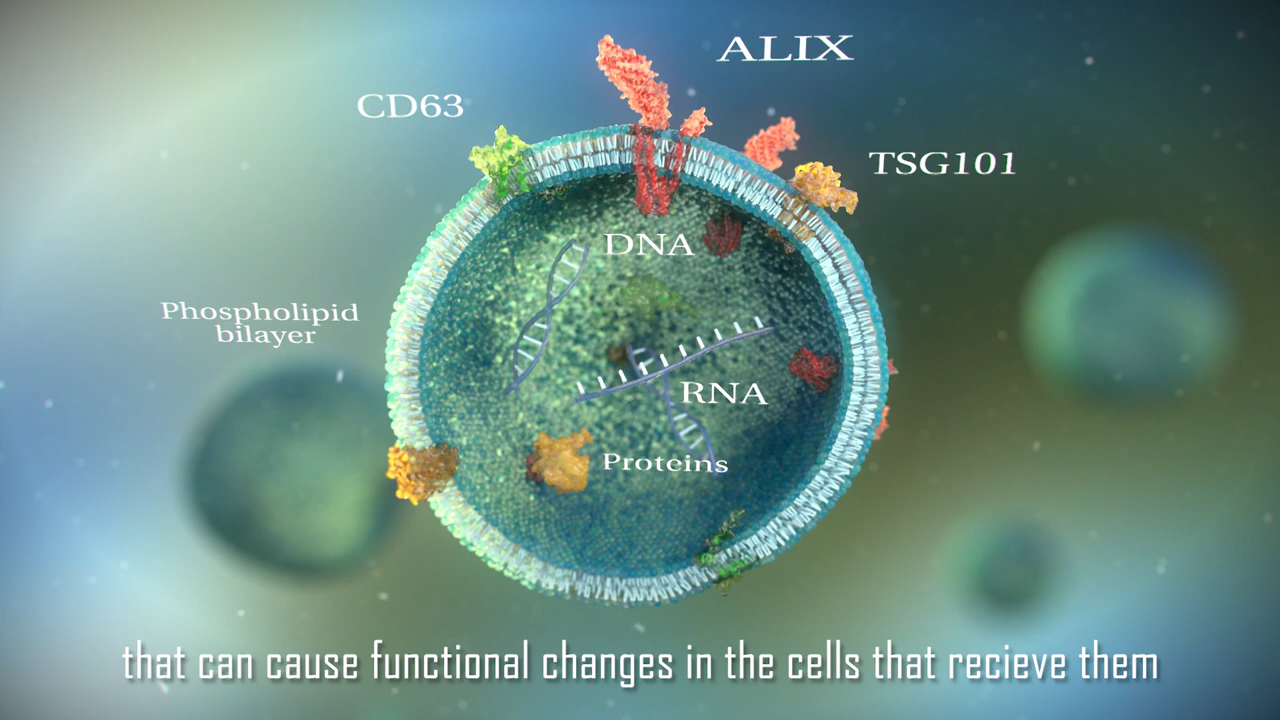 ALIX
CD63
TSG101
DNA
Phospholipid
bilayer
RNA
Proteins
that can cause functional changes in the cells that recieve them